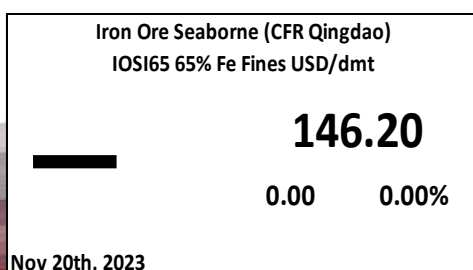 Iron Ore Seaborne (CFR Qingdao)
IOSI65 65% Fe Fines USD/dmt
146.20
0.00 0.00%
Nov 20th, 2023